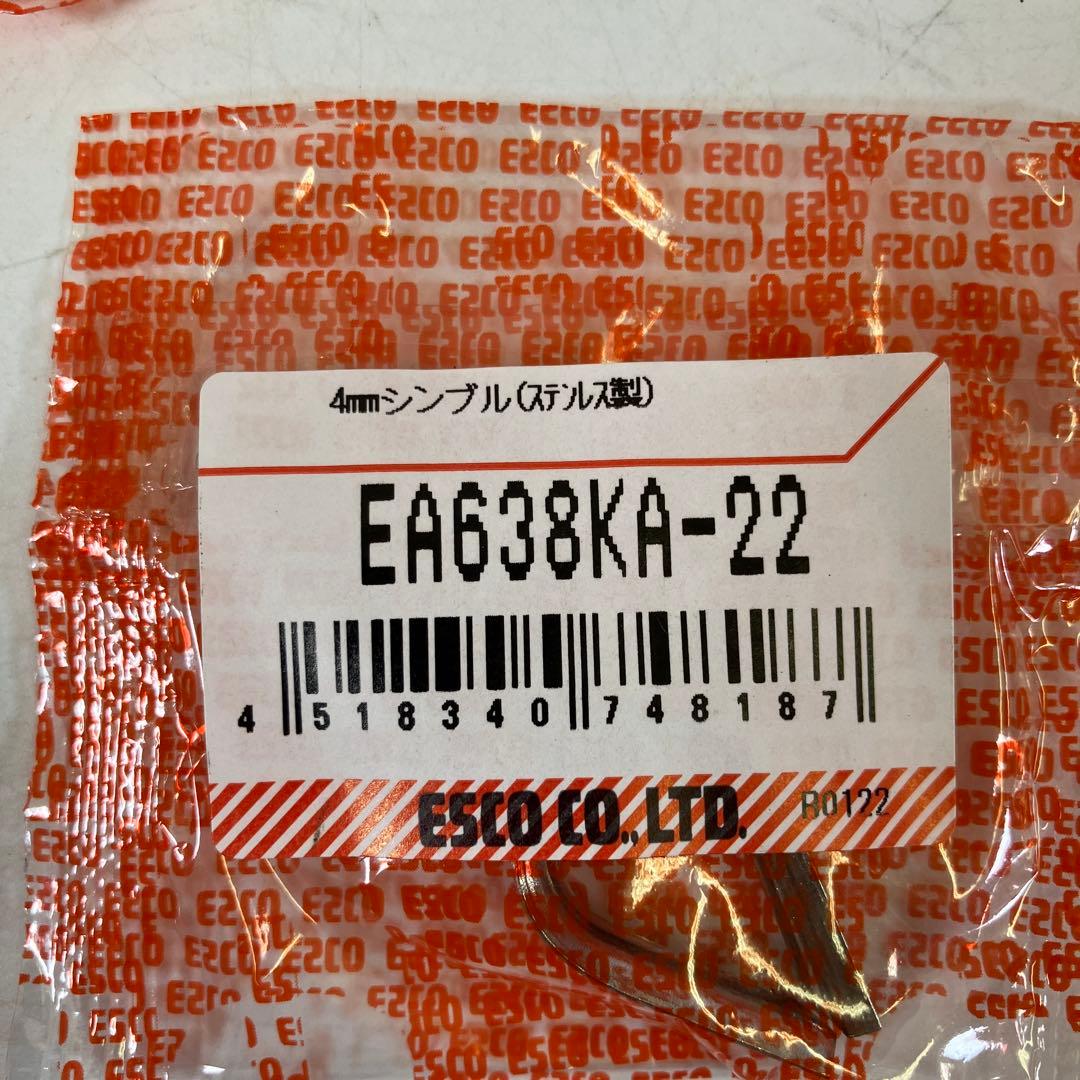 4mmシンブル(ステンレス製)
EA638KA-22
4 518340 748187
ESCO CO., LTD. R0122
ESCO